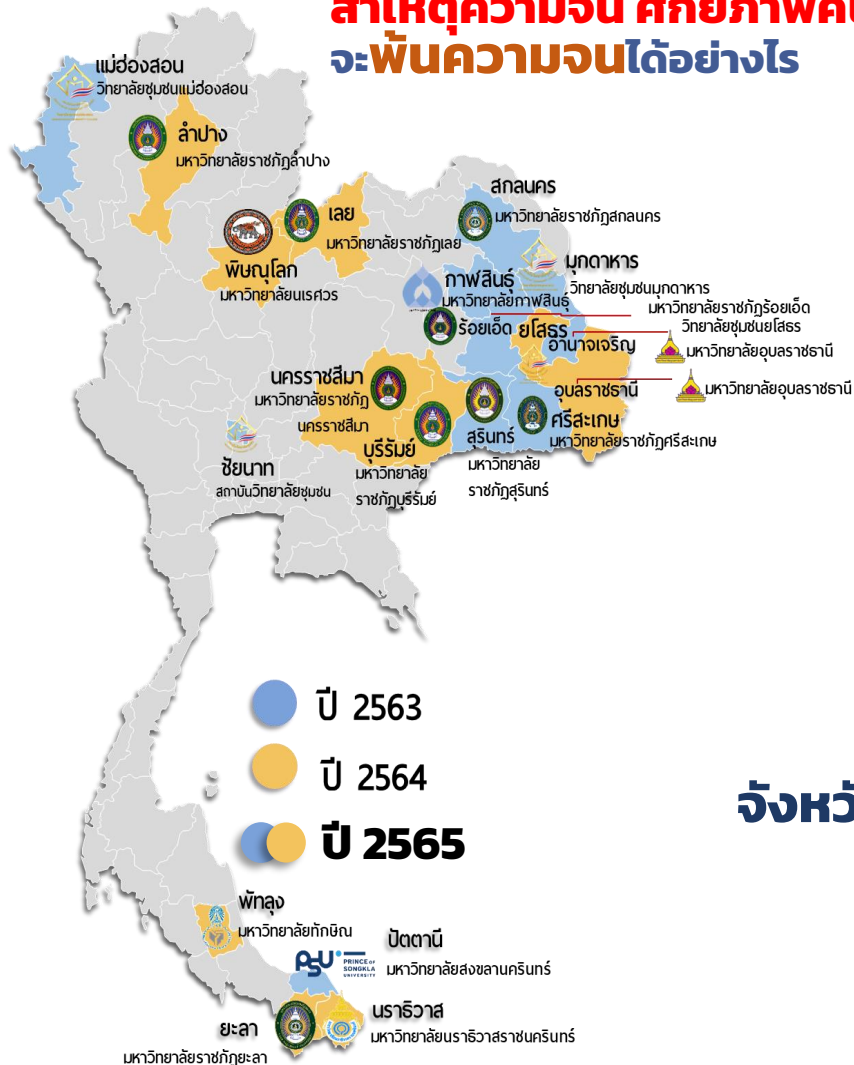 สาเหตุความจน ศักยภาพคน
จะพ้นความจนได้อย่างไร
แม่ฮ่องสอน
วิทยาลัยชุมชนแม่ฮ่องสอน
ลำปาง
มหาวิทยาลัยราชภัฏลำปาง
สกลนคร
มหาวิทยาลัยราชภัฏสกลนคร
เลย
มหาวิทยาลัยราชภัฏเลย
พิษณุโลก
มหาวิทยาลัยนเรศวร
มุกดาหาร
วิทยาลัยชุมชนมุกดาหาร
กาฬสินธุ์
มหาวิทยาลัยกาฬสินธุ์
มหาวิทยาลัยราชภัฏร้อยเอ็ด
ร้อยเอ็ด
ยโสธร
วิทยาลัยชุมชนยโสธร
อำนาจเจริญ
มหาวิทยาลัยอุบลราชธานี
นครราชสีมา
มหาวิทยาลัยราชภัฏ
นครราชสีมา
อุบลราชธานี
มหาวิทยาลัยอุบลราชธานี
ศรีสะเกษ
มหาวิทยาลัยราชภัฏศรีสะเกษ
บุรีรัมย์
มหาวิทยาลัย
ราชภัฏบุรีรัมย์
สุรินทร์
มหาวิทยาลัย
ราชภัฏสุรินทร์
ชัยนาท
สถาบันวิทยาลัยชุมชน
ปี 2563
ปี 2564
ปี 2565
จังหวั
พัทลุง
มหาวิทยาลัยทักษิณ
ปัตตานี
PSU PRINCE OF
SONGKLA
UNIVERSITY
มหาวิทยาลัยสงขลานครินทร์
นราธิวาส
มหาวิทยาลัยนราธิวาสราชนครินทร์
ยะลา
มหาวิทยาลัยราชภัฏยะลา